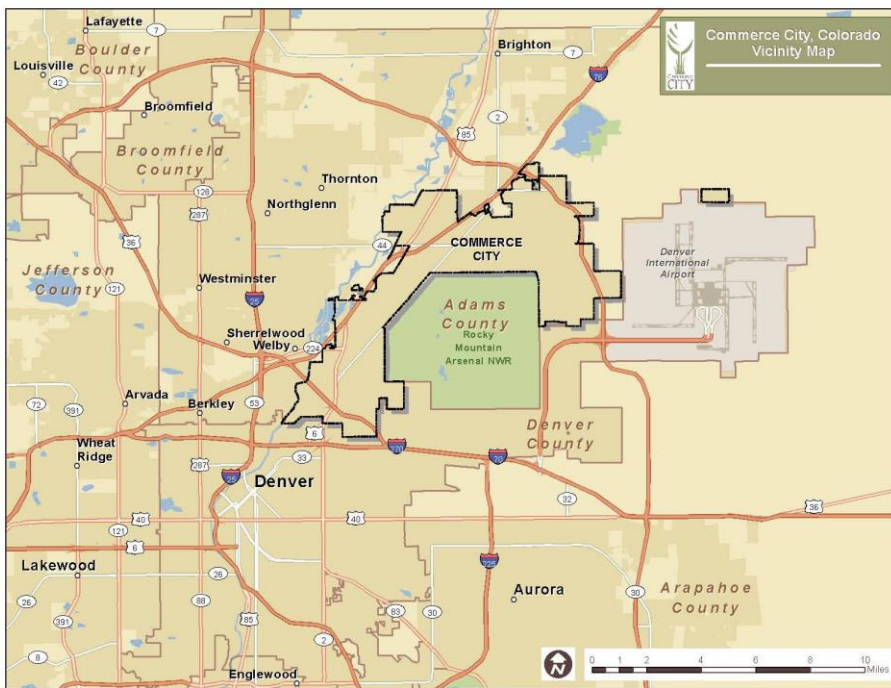 Commerce City, Colorado
Vicinity Map
COMMERCE
CITY
Lafayette
7
Boulder
County
Louisville
42
Brighton
7
76
Broomfield
2
85
Broomfield
County
Thornton
128
287
Northglenn
36
44
COMMERCE
CITY
Denver
International
Airport
Jefferson
County
121
Westminster
25
Adams
County
Sherrelwood
Welby
224
Rocky
Mountain
Arsenal NWR
72
391
Arvada
Berkley
53
6
Denver
County
Wheat
Ridge
270
70
287
33
25
Denver
32
40
40
36
121
6
225
Lakewood
26
26
88
Aurora
30
30
Arapahoe
County
85
83
2
8
Englewood
0 1 2 4 6 8 10
Miles